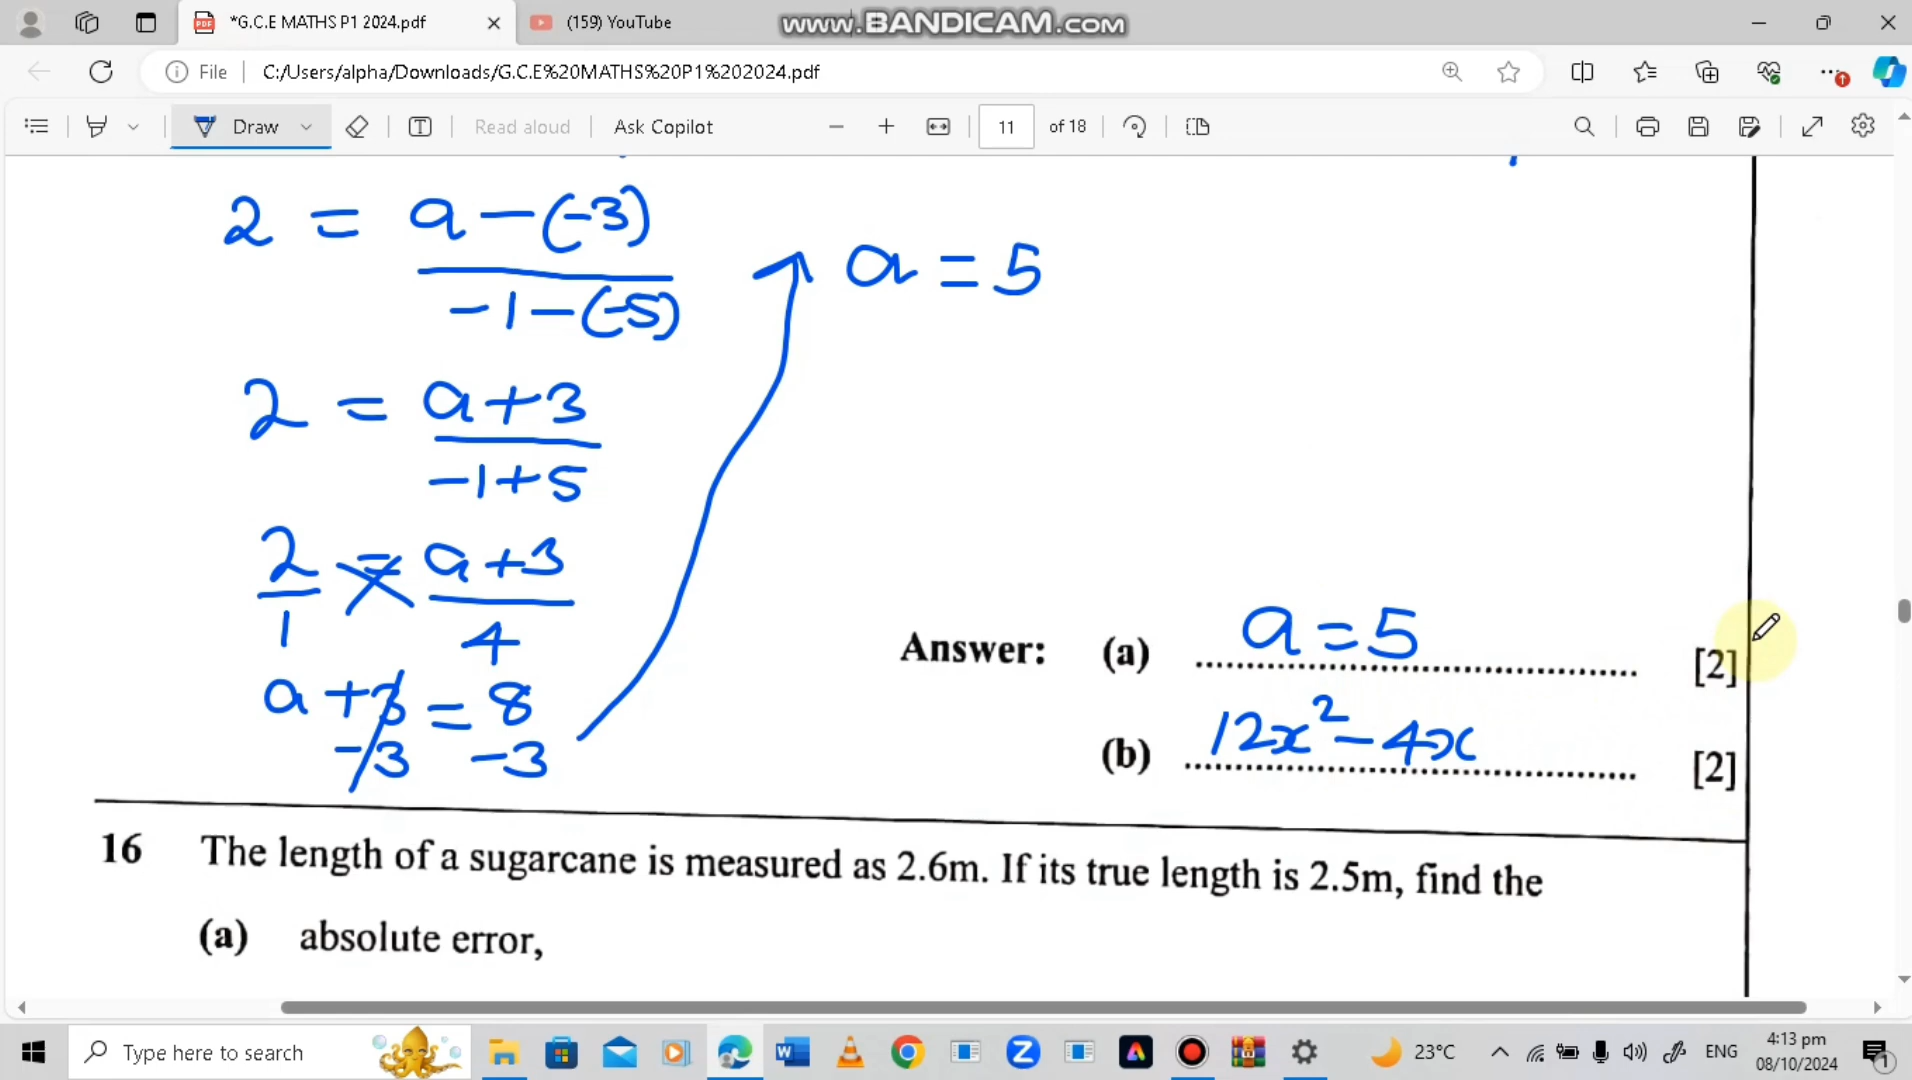 *G.C.E MATHS P1 2024.pdf
(159) YouTube
www.BANDICAM.com
File
C:/Users/alpha/Downloads/G.C.E%20MATHS%20P1%202024.pdf
Draw
Read aloud
Ask Copilot
11
of 18
2 = a-(-3)
-1-(-5)
a = 5
2 = a+3
-1+5
2 = a+3
1 4
a +3 = 8
-3 -3
Answer: (a) a=5 [2]
(b) 12x²-4x [2]
16 The length of a sugarcane is measured as 2.6m. If its true length is 2.5m, find the
(a) absolute error,
Type here to search
23°C
ENG
4:13 pm
08/10/2024
1